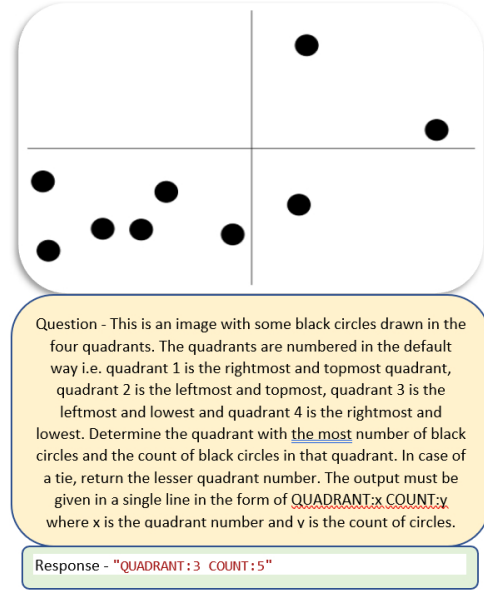 Question - This is an image with some black circles drawn in the
four quadrants. The quadrants are numbered in the default
way i.e. quadrant 1 is the rightmost and topmost quadrant,
quadrant 2 is the leftmost and topmost, quadrant 3 is the
leftmost and lowest and quadrant 4 is the rightmost and
lowest. Determine the quadrant with the most number of black
circles and the count of black circles in that quadrant. In case of
a tie, return the lesser quadrant number. The output must be
given in a single line in the form of QUADRANT:x COUNT:y
where x is the quadrant number and y is the count of circles.
Response - "QUADRANT:3 COUNT:5"